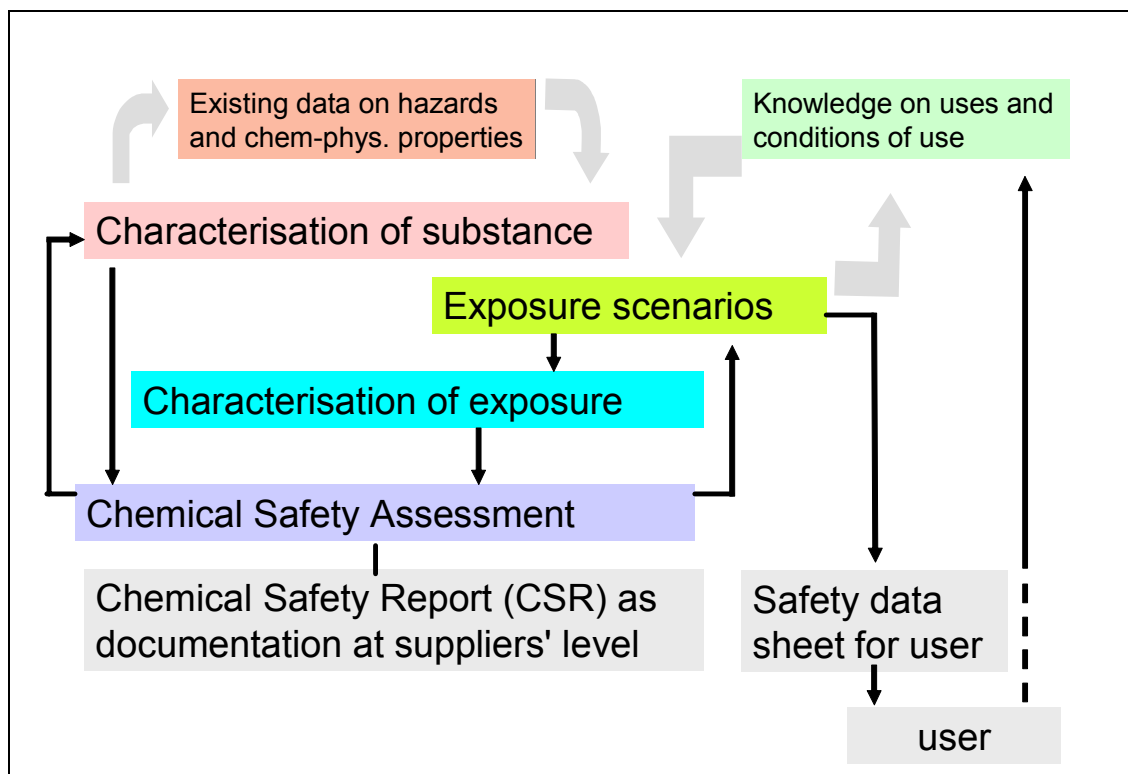 Existing data on hazards
and chem-phys. properties
Knowledge on uses and
conditions of use
Characterisation of substance
Exposure scenarios
Characterisation of exposure
Chemical Safety Assessment
Chemical Safety Report (CSR) as
documentation at suppliers' level
Safety data
sheet for user
user